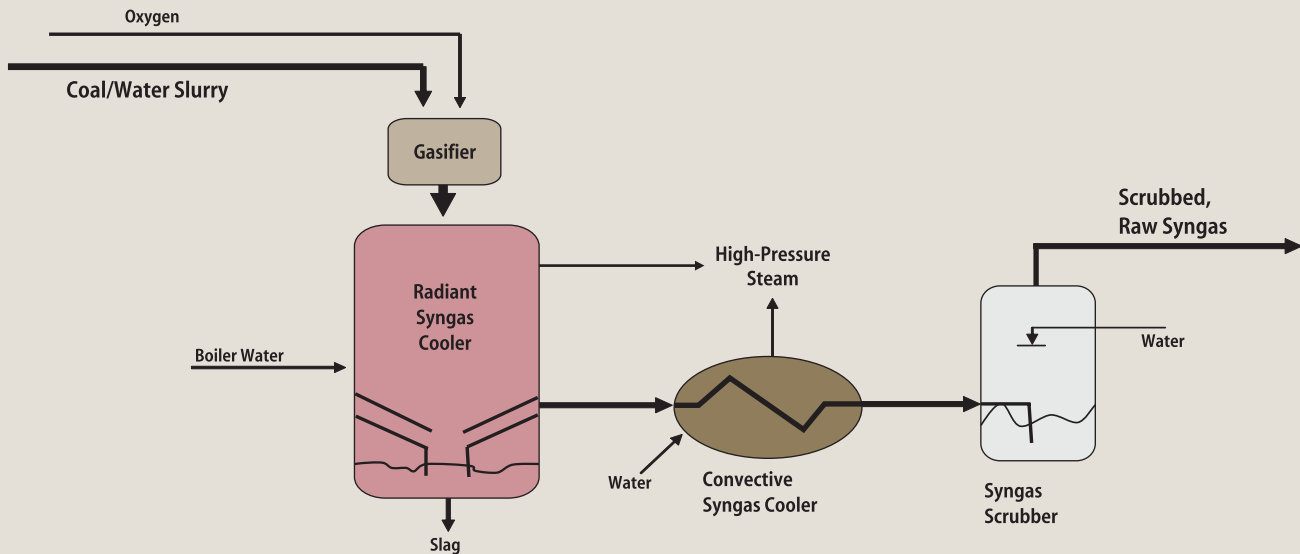 Oxygen
Coal/Water Slurry
Gasifier
Scrubbed,
Raw Syngas
High-Pressure
Steam
Radiant
Syngas
Cooler
Boiler Water
Water
Water
Convective
Syngas Cooler
Syngas
Scrubber
Slag